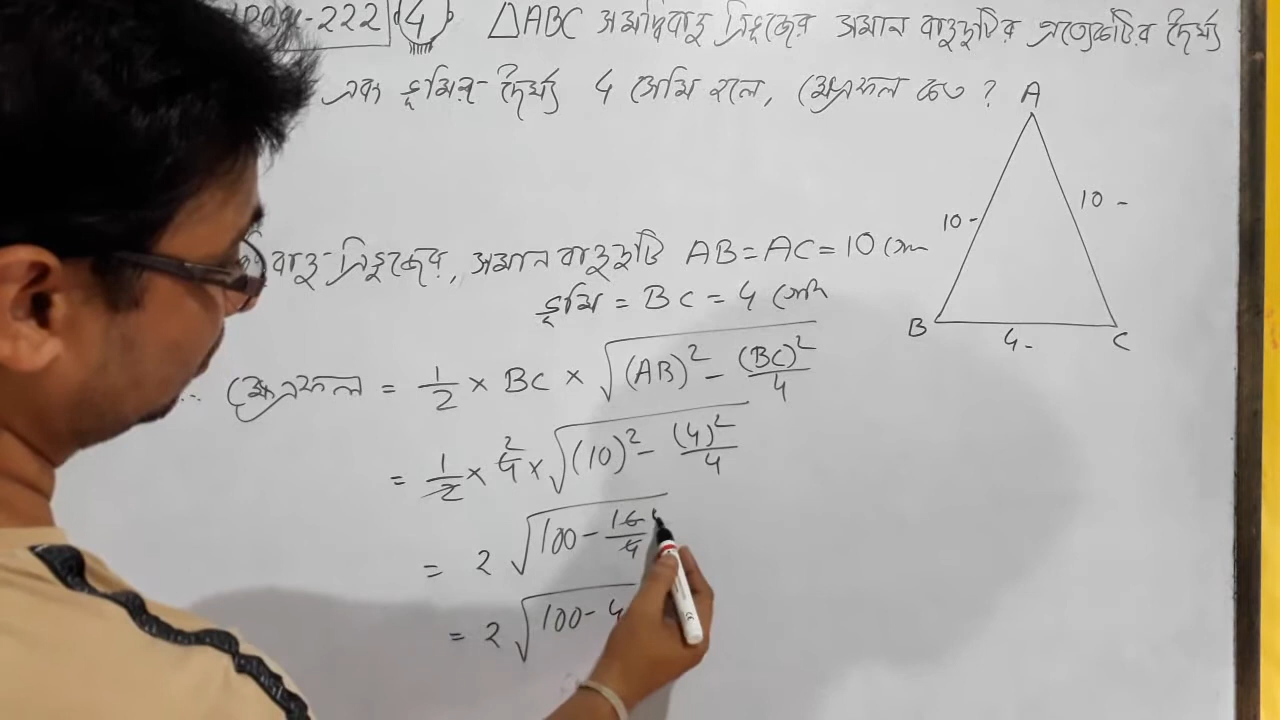 page-222 (4) △ABC সমদ্বিবাহু ত্রিভুজের সমান বাহুদুটির প্রত্যেকটির দৈর্ঘ্য
এবং ভূমির দৈর্ঘ্য 4 সেমি হলে, ক্ষেত্রফল কত ?
A
10 -
10 -
B
4 -
C
বাহু ত্রিভুজের, সমান বাহুদুটি AB = AC = 10 সেমি
ভূমি = BC = 4 সেমি
∴ ক্ষেত্রফল = 1/2 × BC × √((AB)² - (BC)²/4)
= 1/2 × 4 2 × √((10)² - (4)²/4)
= 2 √(100 - 16/4)
= 2 √(100 - 4